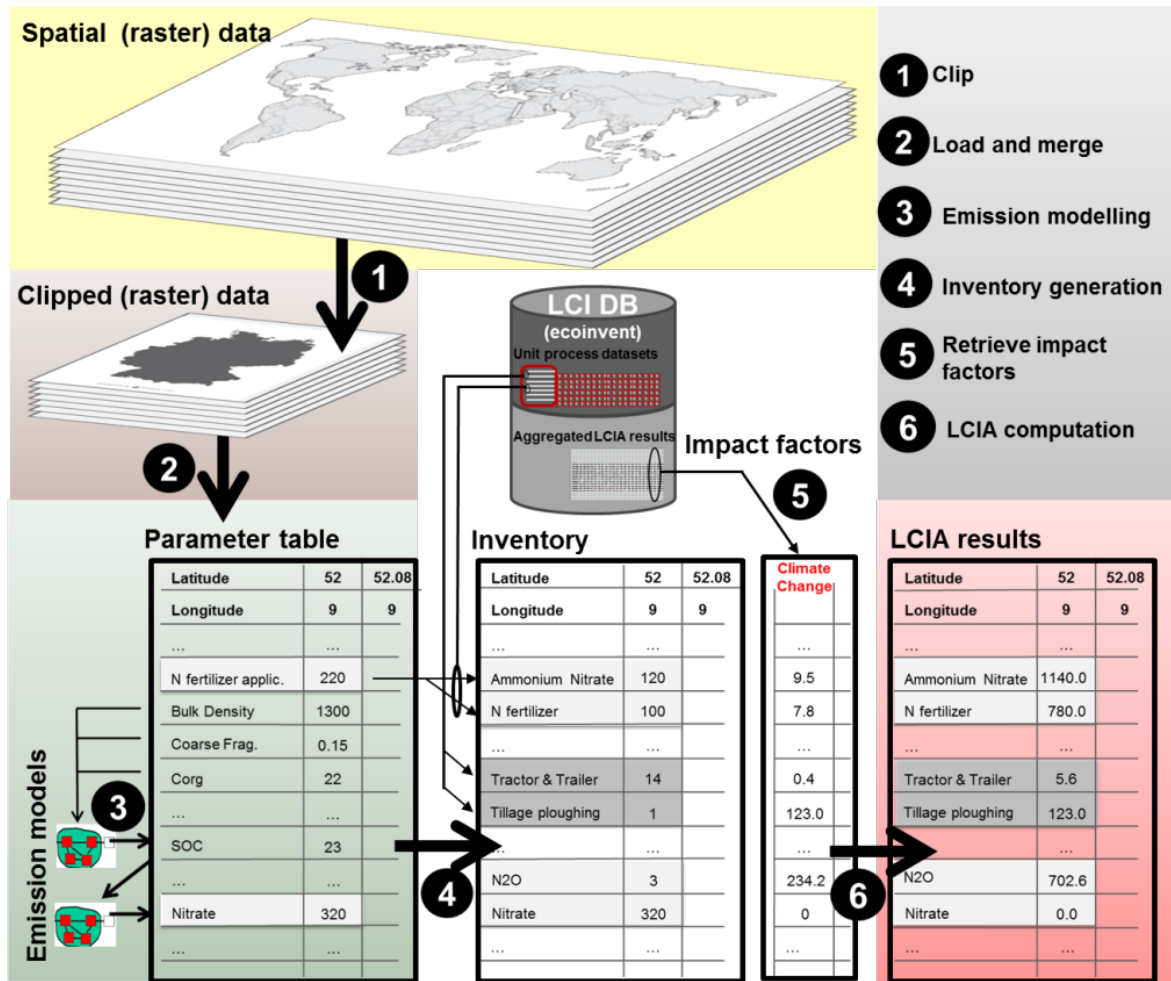 Spatial (raster) data
1
Clipped (raster) data
2
1 Clip
2 Load and merge
3 Emission modelling
4 Inventory generation
5 Retrieve impact
factors
6 LCIA computation
LCI DB
(ecoinvent)
Unit process datasets
Aggregated LCIA results
Impact factors
5
Parameter table
Latitude 52 52.08
Longitude 9 9
... ...
N fertilizer applic. 220
Bulk Density 1300
Coarse Frag. 0.15
Corg 22
... ...
SOC 23
... ...
Nitrate 320
... ...
Emission models
3
4
Inventory
Latitude 52 52.08
Longitude 9 9
... ...
Ammonium Nitrate 120
N fertilizer 100
... ...
Tractor & Trailer 14
Tillage ploughing 1
... ...
N2O 3
Nitrate 320
... ...
Climate
Change
...
9.5
7.8
...
0.4
123.0
...
234.2
0
...
6
LCIA results
Latitude 52 52.08
Longitude 9 9
... ...
Ammonium Nitrate 1140.0
N fertilizer 780.0
... ...
Tractor & Trailer 5.6
Tillage ploughing 123.0
... ...
N2O 702.6
Nitrate 0.0
... ...